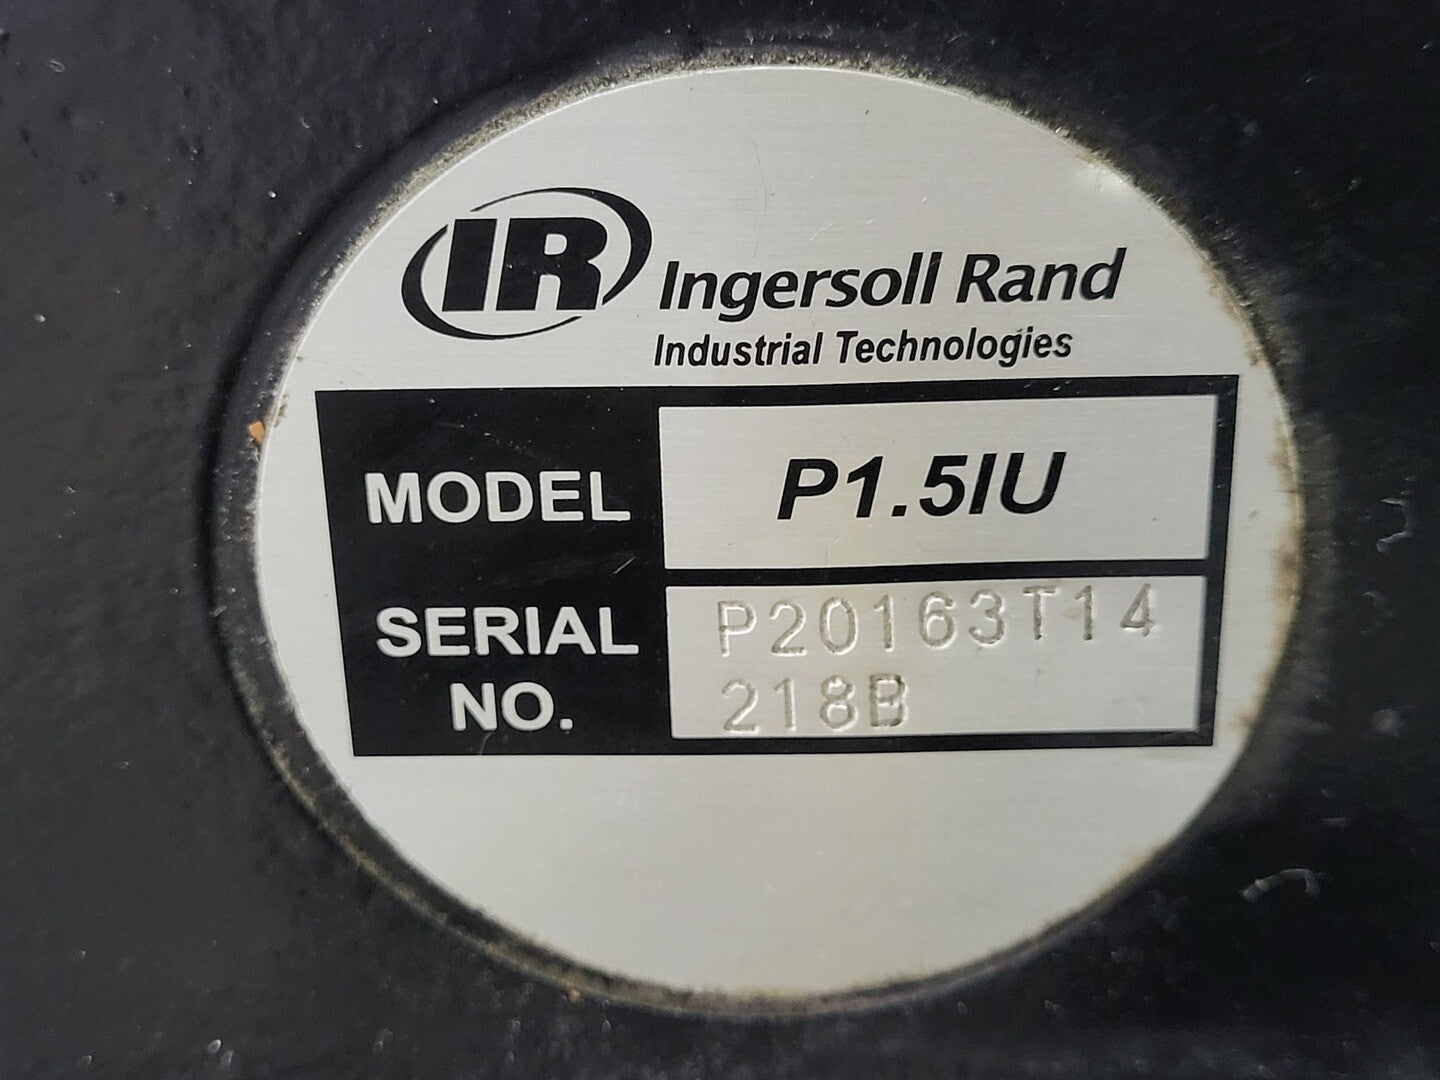 IR Ingersoll Rand
Industrial Technologies
MODEL P1.5IU
SERIAL NO. P20163T14
218B